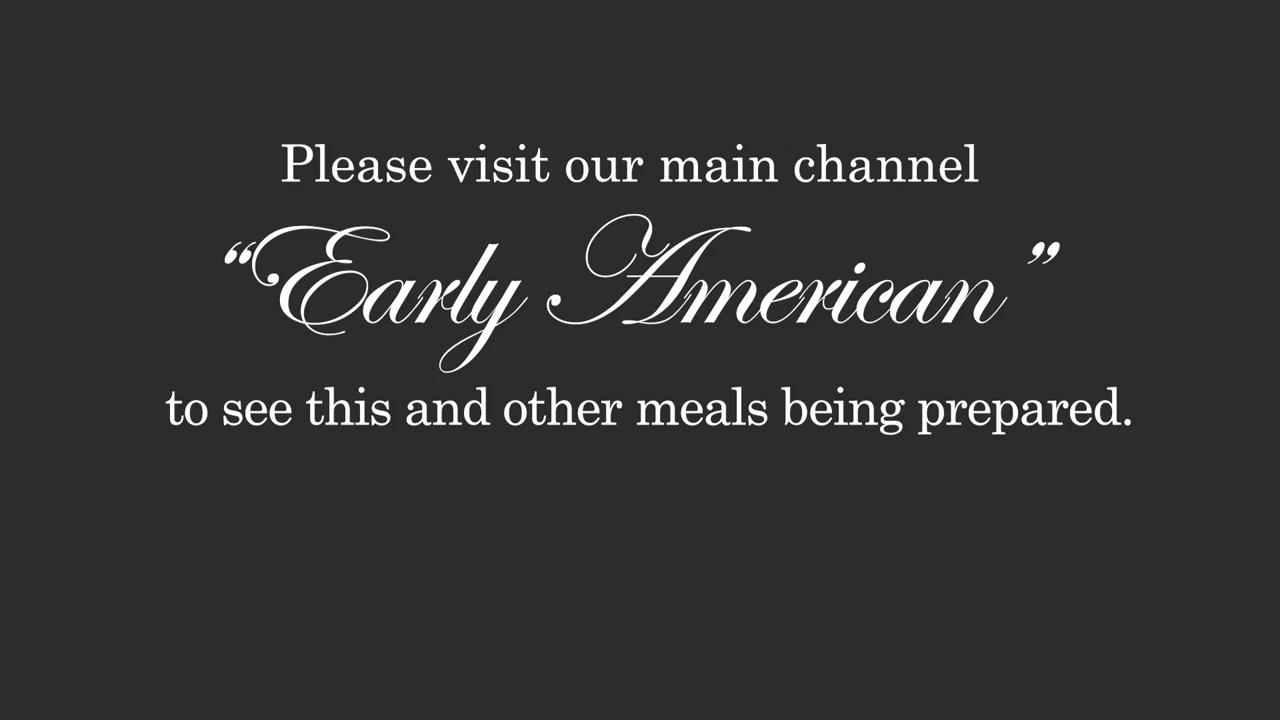 Please visit our main channel
“Early American”
to see this and other meals being prepared.